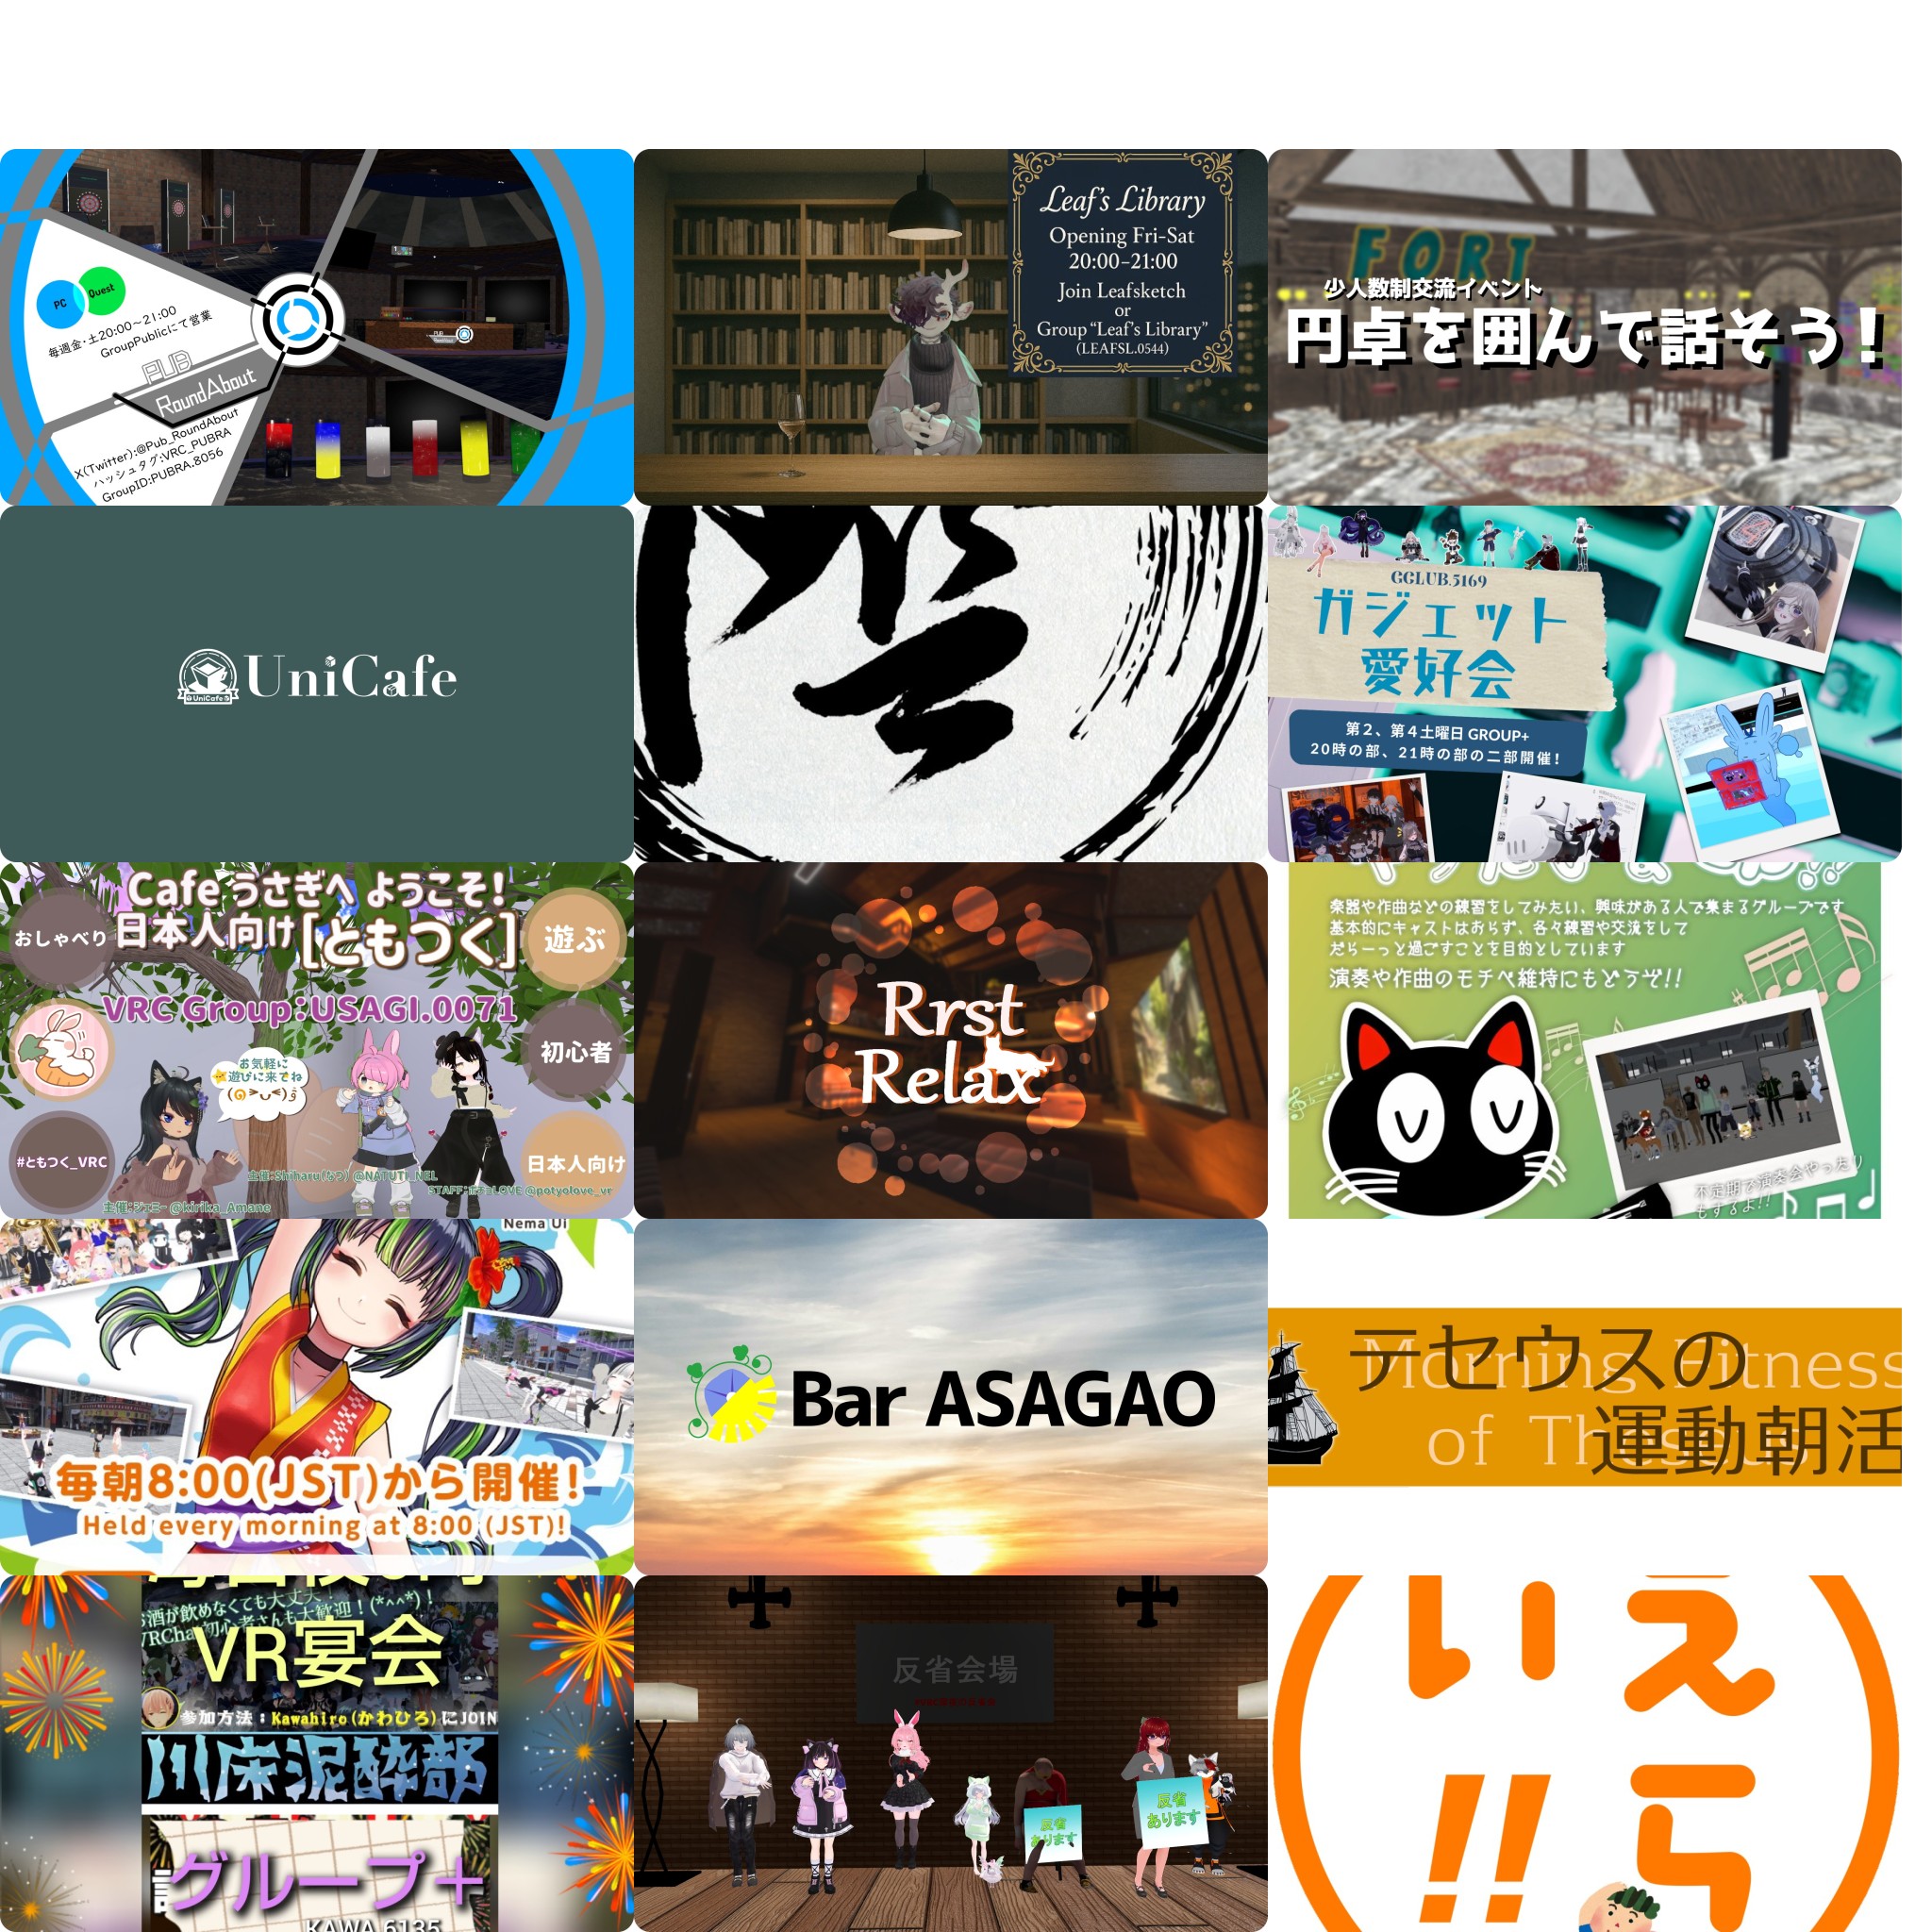 PC
Quest
毎週金・土20:00~21:00
GroupPublicにて営業
PUB
RoundAbout
X(Twitter):@Pub_RoundAbout
ハッシュタグ:VRC_PUBRA
GroupID:PUBRA.8056
Leaf's Library
Opening Fri-Sat
20:00-21:00
Join Leafsketch
or
Group "Leaf's Library"
(LEAFSL.0544)
FORT
少人数制交流イベント
円卓を囲んで話そう!
UniCafe
UniCafe
GCLUB.5169
ガジェット
愛好会
第2、第4土曜日 GROUP+
20時の部、21時の部の二部開催!
Cafe うさぎへ ようこそ!
日本人向け[ともつく]
おしゃべり
遊ぶ
VRC Group:USAGI.0071
初心者
お気軽に
遊びに来てね
#ともつく_VRC
日本人向け
主催:Shiharu(なつ) @NATUTI_NEL
STAFF:ポチョLOVE @potyolove_vr
主催:ジェミー @kirika_Amane
Rrst
Relax
楽器や作曲などの練習をしてみたい、興味がある人で集まるグループです
基本的にキャストはおらず、各々練習や交流をして
だらーっと過ごすことを目的としています
演奏や作曲のモチベ維持にもどうぞ!!
不定期で演奏会やったり
もするよ!!
Nema Ui
毎朝8:00(JST)から開催!
Held every morning at 8:00 (JST)!
Bar ASAGAO
テセウスの
Morning Fitness
運動朝活
of
お酒が飲めなくても大丈夫!
VRChat初心者さんも大歓迎!(*^^*)
VR宴会
参加方法:Kawahiro(かわひろ)にJOIN
川床泥酔部
グループ+
KAWA.6135
反省会場
反省
あります
反省
あります
いえ
ら
!!